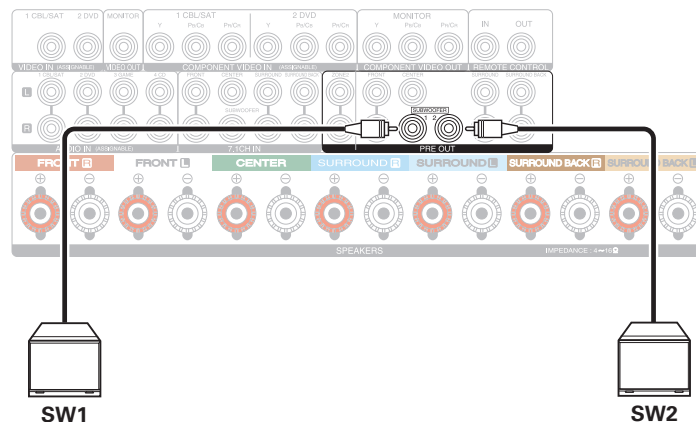 1 CBL/SAT 2 DVD MONITOR 1 CBL/SAT 2 DVD MONITOR IN OUT
Y PB/CB PR/CR Y PB/CB PR/CR Y PB/CB PR/CR
VIDEO IN (ASSIGNABLE) VIDEO OUT COMPONENT VIDEO IN (ASSIGNABLE) COMPONENT VIDEO OUT REMOTE CONTROL
1 CBL/SAT 2 DVD 3 GAME 4 CD FRONT CENTER SURROUND SURROUND BACK ZONE2 FRONT CENTER SURROUND SURROUND BACK
L
SUBWOOFER SUBWOOFER
R 1 2
AUDIO IN (ASSIGNABLE) 7.1CH IN PRE OUT
FRONT R FRONT L CENTER SURROUND R SURROUND L SURROUND BACK R SURROUND BACK L
⊕ ⊖ ⊕ ⊖ ⊕ ⊖ ⊕ ⊖ ⊕ ⊖ ⊕ ⊖ ⊕ ⊖
SPEAKERS IMPEDANCE : 4~16Ω
SW1 SW2